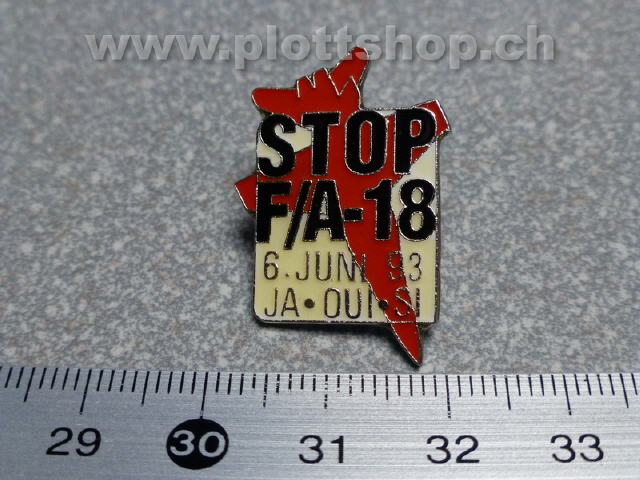 www.plottshop.ch
STOP
F/A-18
6. JUNI 93
JA • OUI • SI
29 30 31 32 33